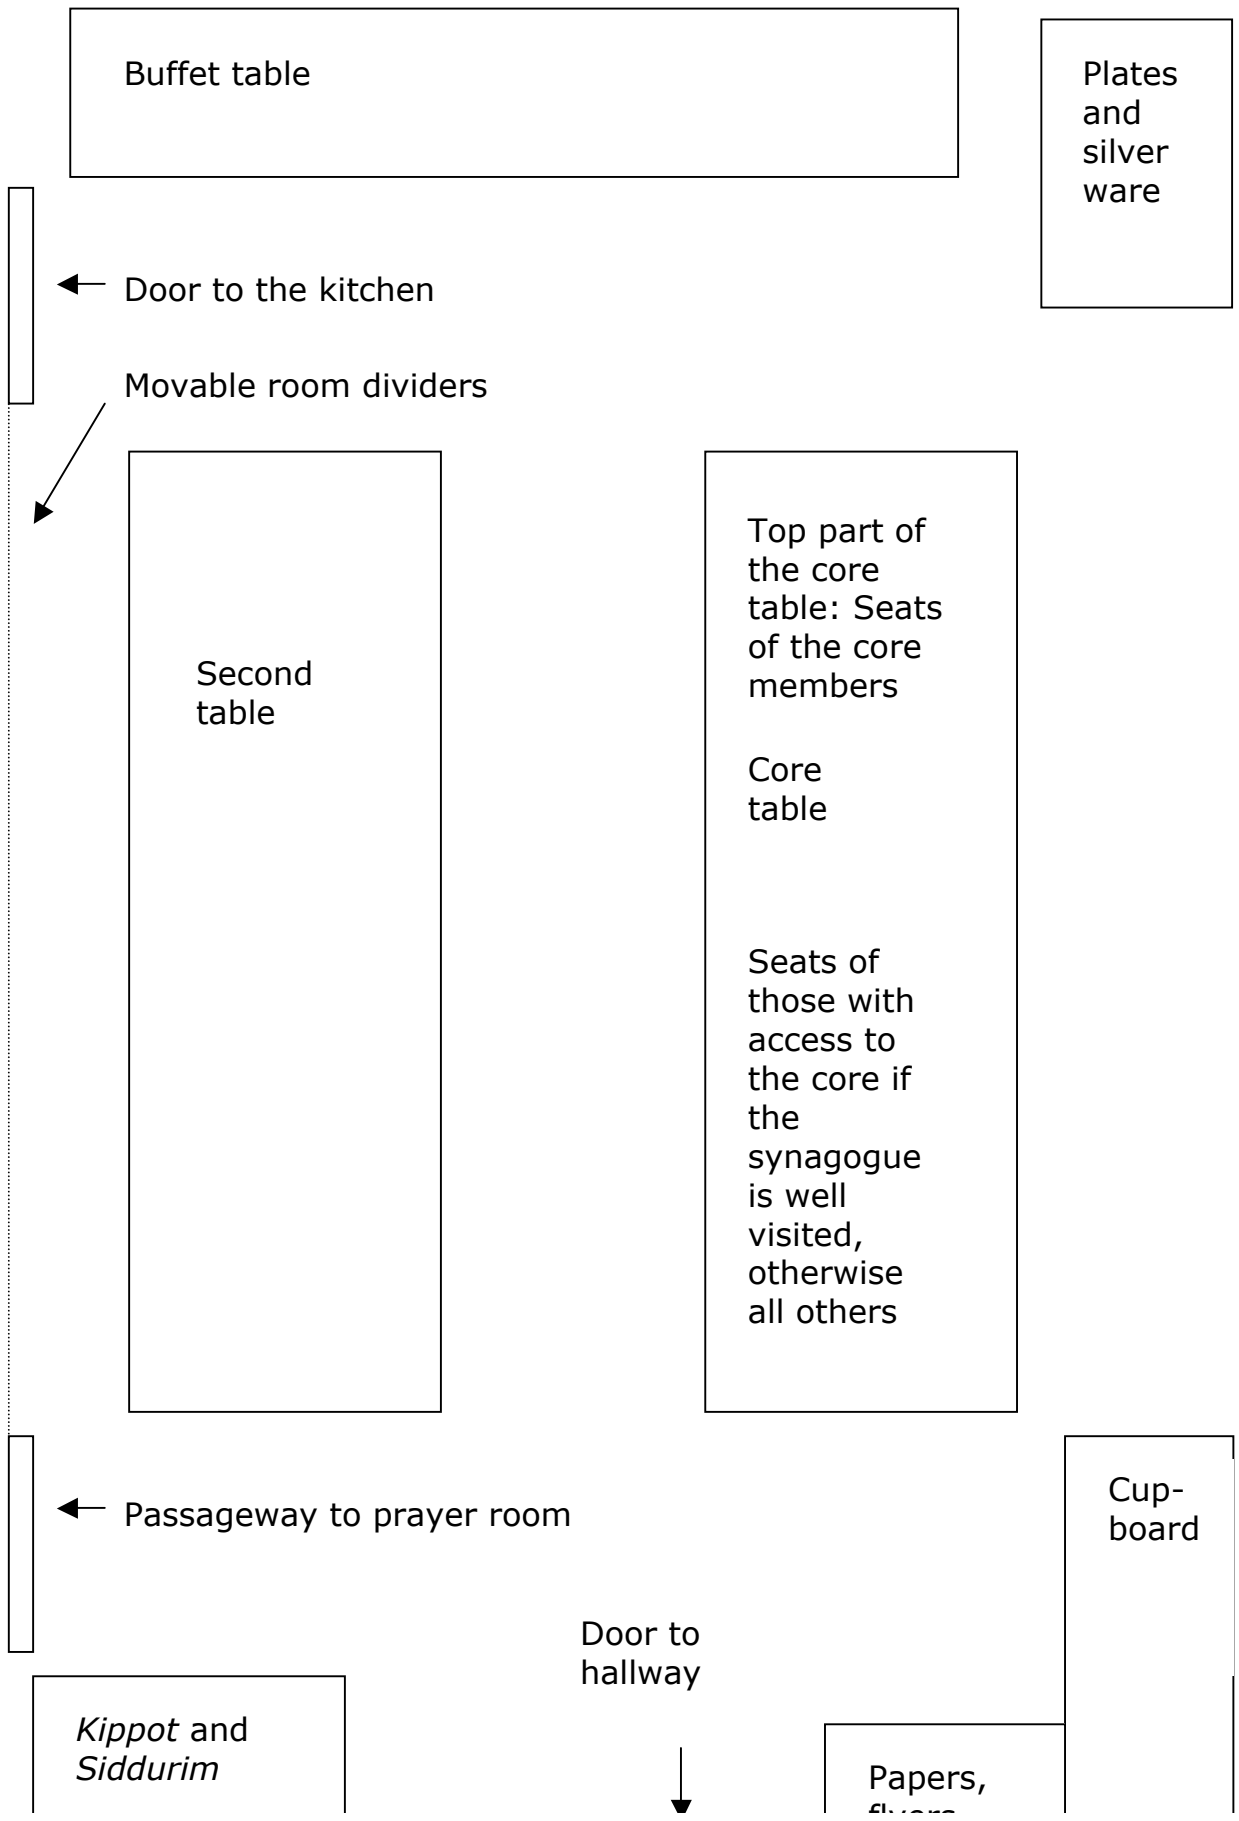 Buffet table
Plates
and
silver
ware
Door to the kitchen
Movable room dividers
Second
table
Top part of
the core
table: Seats
of the core
members
Core
table
Seats of
those with
access to
the core if
the
synagogue
is well
visited,
otherwise
all others
Passageway to prayer room
Cup-
board
Door to
hallway
Kippot and
Siddurim
Papers,
flyers